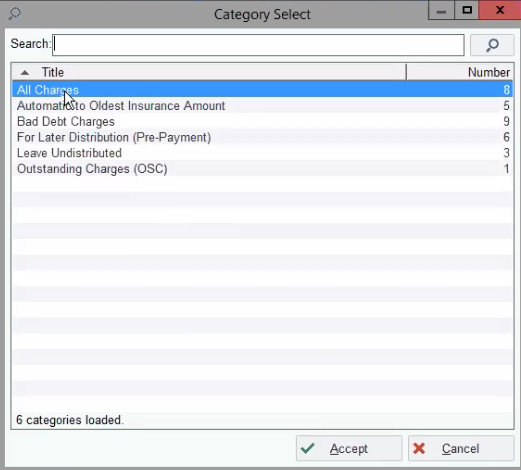 Category Select
Search:
Title Number
All Charges 8
Automatic to Oldest Insurance Amount 5
Bad Debt Charges 9
For Later Distribution (Pre-Payment) 6
Leave Undistributed 3
Outstanding Charges (OSC) 1
6 categories loaded.
Accept Cancel